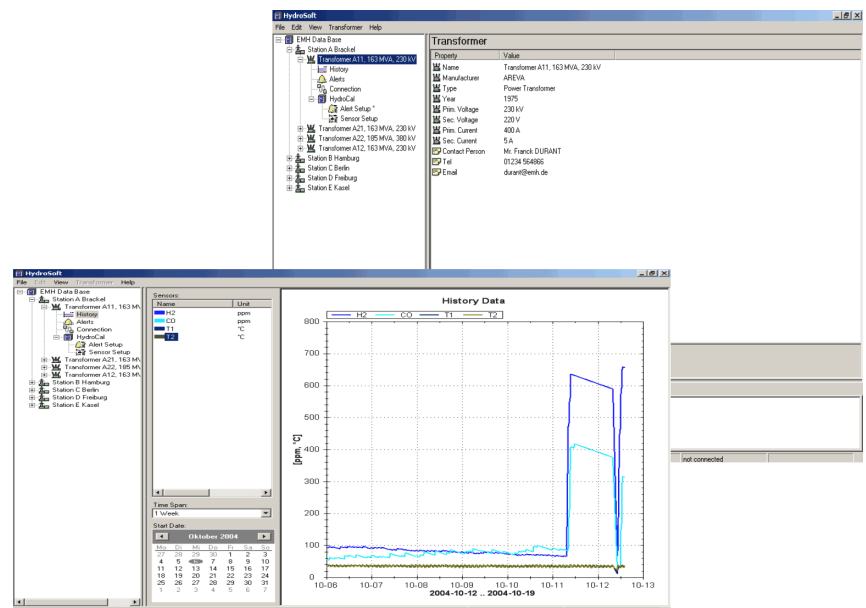 HydroSoft
File Edit View Transformer Help
EMH Data Base
Station A Brackel
Transformer A11, 163 MVA, 230 kV
History
Alerts
Connection
HydroCal
Alert Setup *
Sensor Setup
Transformer A21, 163 MVA, 230 kV
Transformer A22, 185 MVA, 380 kV
Transformer A12, 163 MVA, 230 kV
Station B Hamburg
Station C Berlin
Station D Freiburg
Station E Kasel
Transformer
Property Value
Name Transformer A11, 163 MVA, 230 kV
Manufacturer AREVA
Type Power Transformer
Year 1975
Prim. Voltage 230 kV
Sec. Voltage 220 V
Prim. Current 400 A
Sec. Current 5 A
Contact Person Mr. Franck DURANT
Tel 01234 564866
Email durant@emh.de
not connected
HydroSoft
File Edit View Transformer Help
EMH Data Base
Station A Brackel
Transformer A11, 163 M
History
Alerts
Connection
HydroCal
Alert Setup
Sensor Setup
Transformer A21, 163 M
Transformer A22, 185 M
Transformer A12, 163 M
Station B Hamburg
Station C Berlin
Station D Freiburg
Station E Kasel
Sensors:
Name Unit
H2 ppm
CO ppm
T1 °C
T2 °C
Time Span:
1 Week
Start Date:
Oktober 2004
Mo Di Mi Do Fr Sa So
27 28 29 30 1 2 3
4 5 6 7 8 9 10
11 12 13 14 15 16 17
18 19 20 21 22 23 24
25 26 27 28 29 30 31
1 2 3 4 5 6 7
History Data
H2 CO T1 T2
[ppm, °C]
800
700
600
500
400
300
200
100
0
10-06 10-07 10-08 10-09 10-10 10-11 10-12 10-13
2004-10-12 .. 2004-10-19